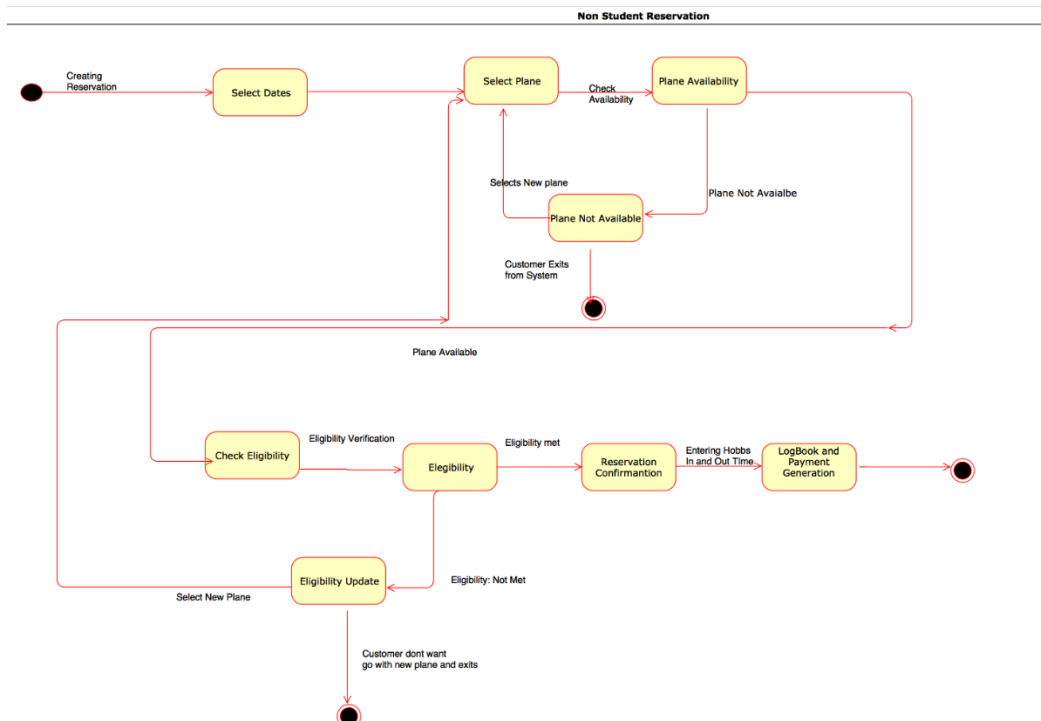 Non Student Reservation
Creating
Reservation
Select Dates
Select Plane
Check
Availability
Plane Availability
Selects New plane
Plane Not Avaialbe
Plane Not Available
Customer Exits
from System
Plane Available
Check Eligibility
Eligibility Verification
Elegibility
Eligibility met
Reservation
Confirmantion
Entering Hobbs
In and Out TIme
LogBook and
Payment
Generation
Eligibility Update
Eligibility: Not Met
Select New Plane
Customer dont want
go with new plane and exits